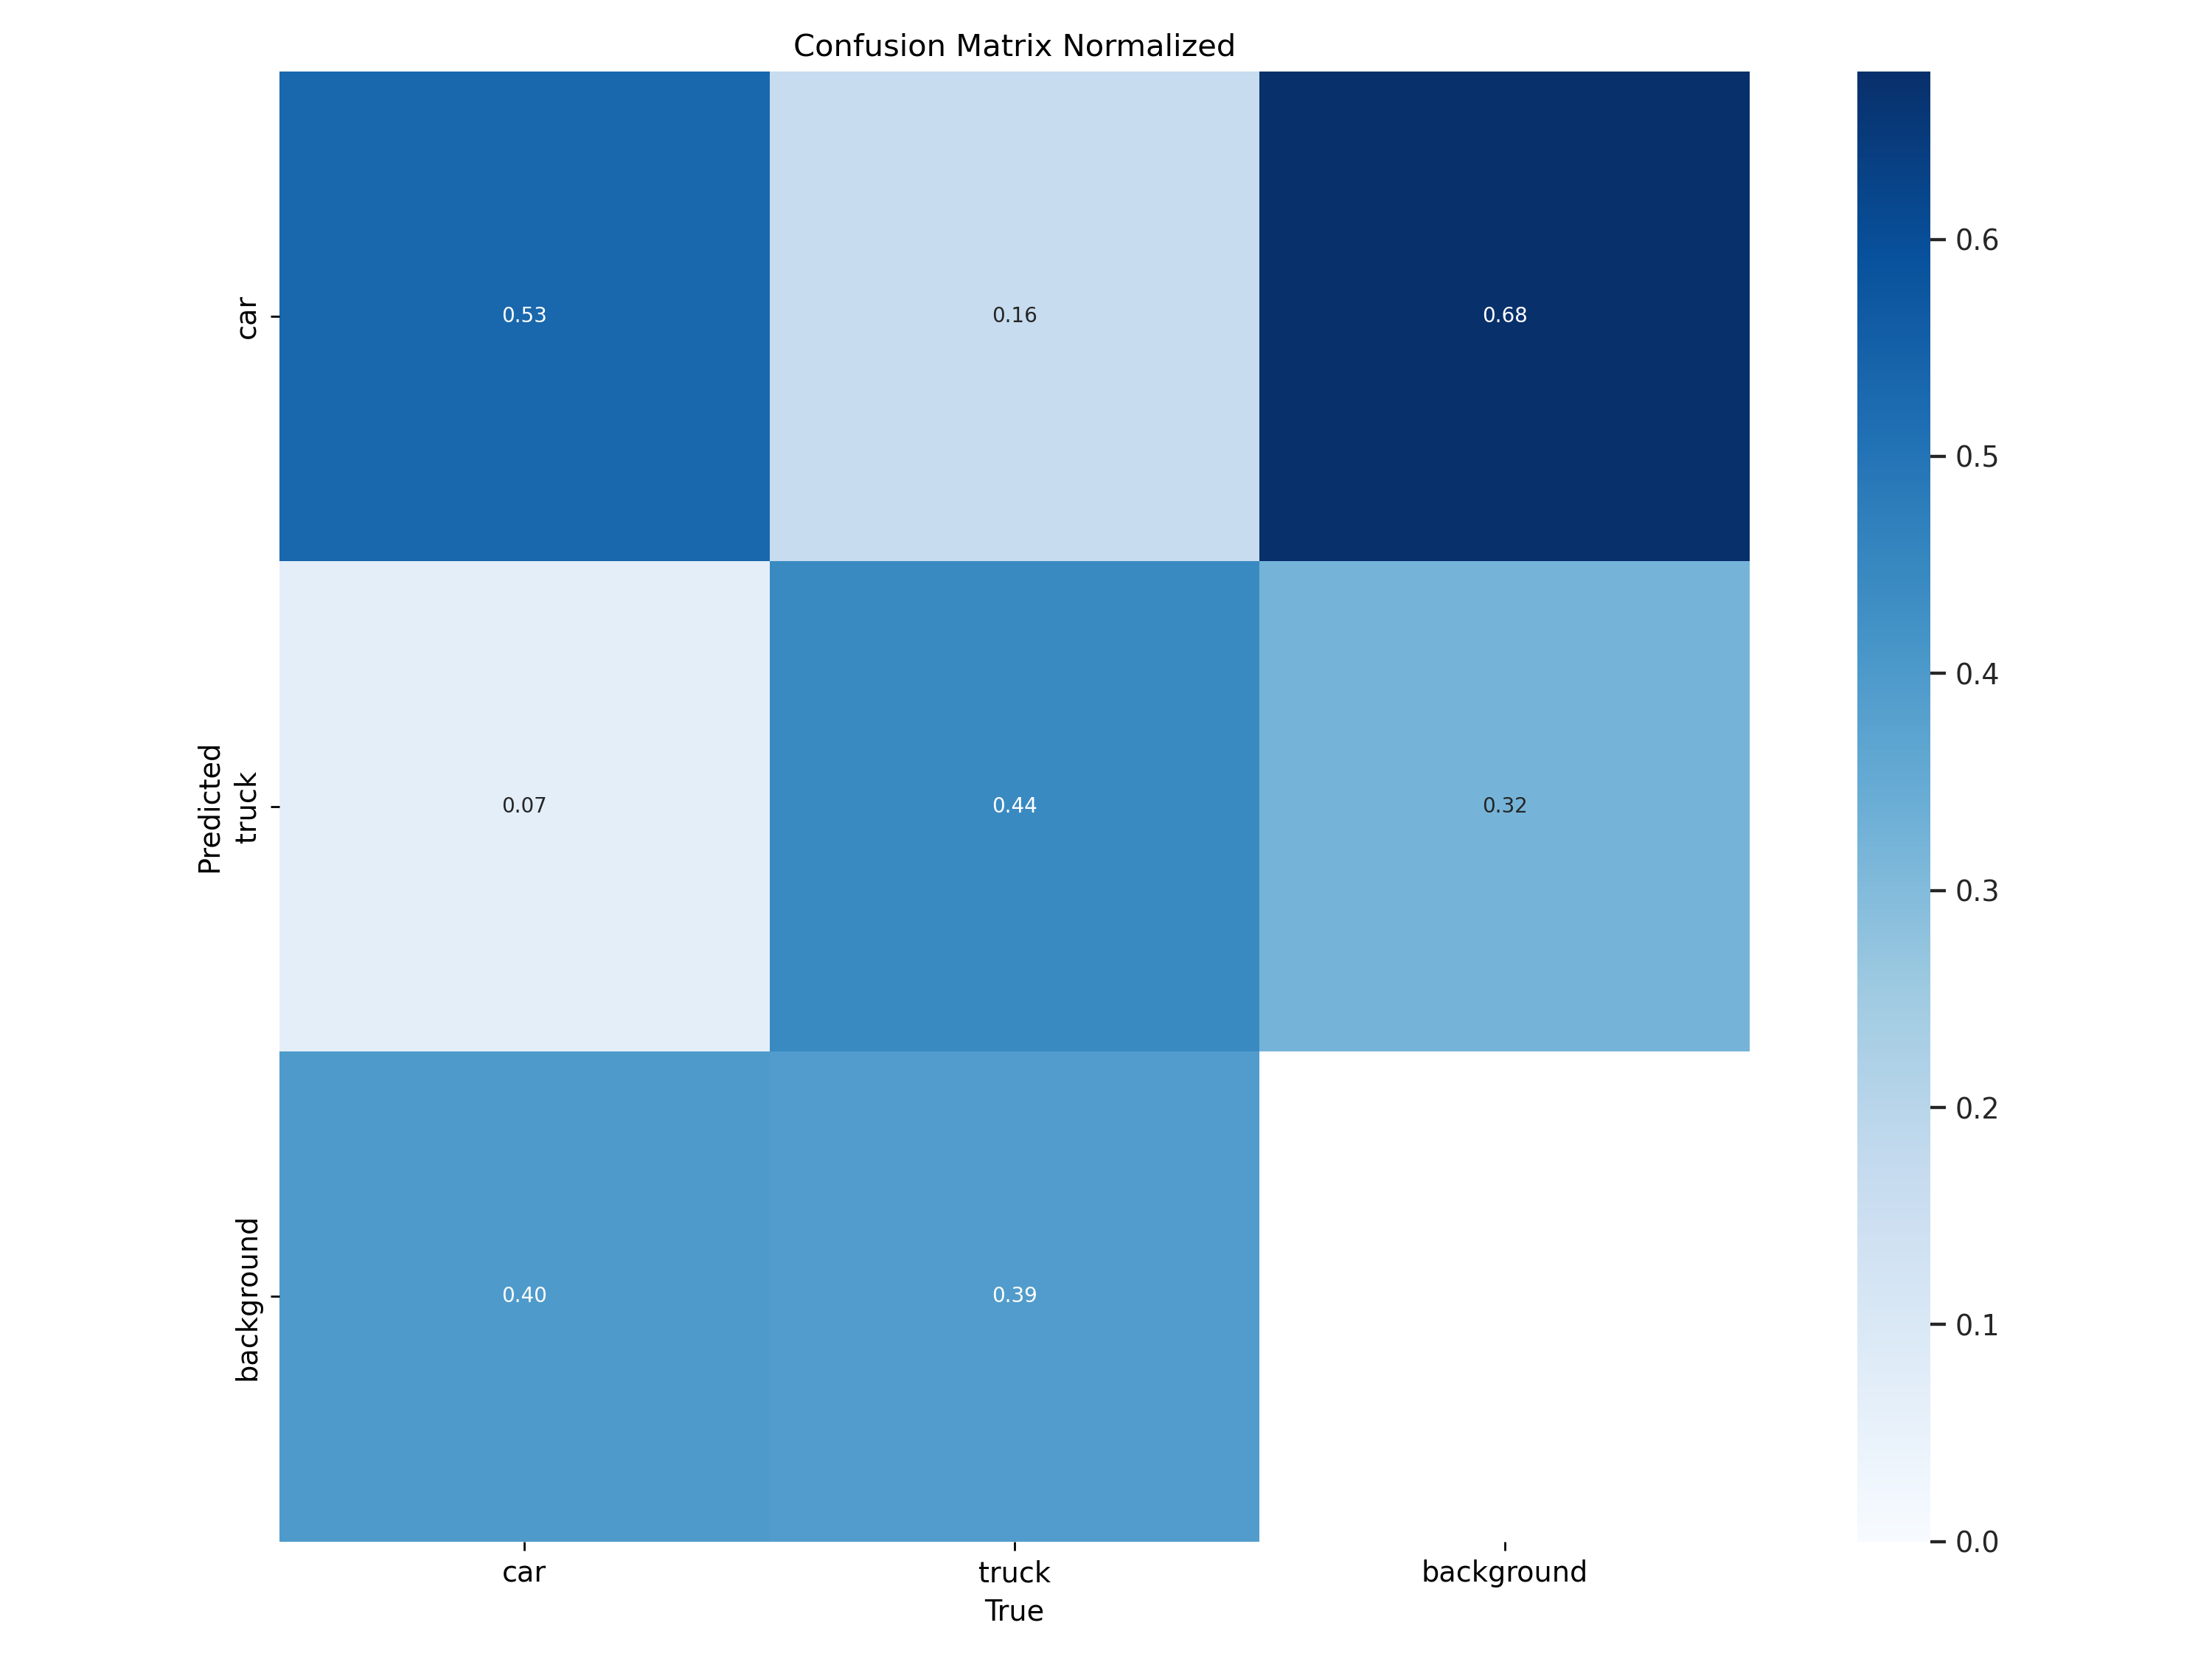 Confusion Matrix Normalized
car
0.53
0.16
0.68
0.6
0.5
0.4
Predicted
truck
0.07
0.44
0.32
0.3
0.2
background
0.40
0.39
0.1
0.0
car
truck
background
True